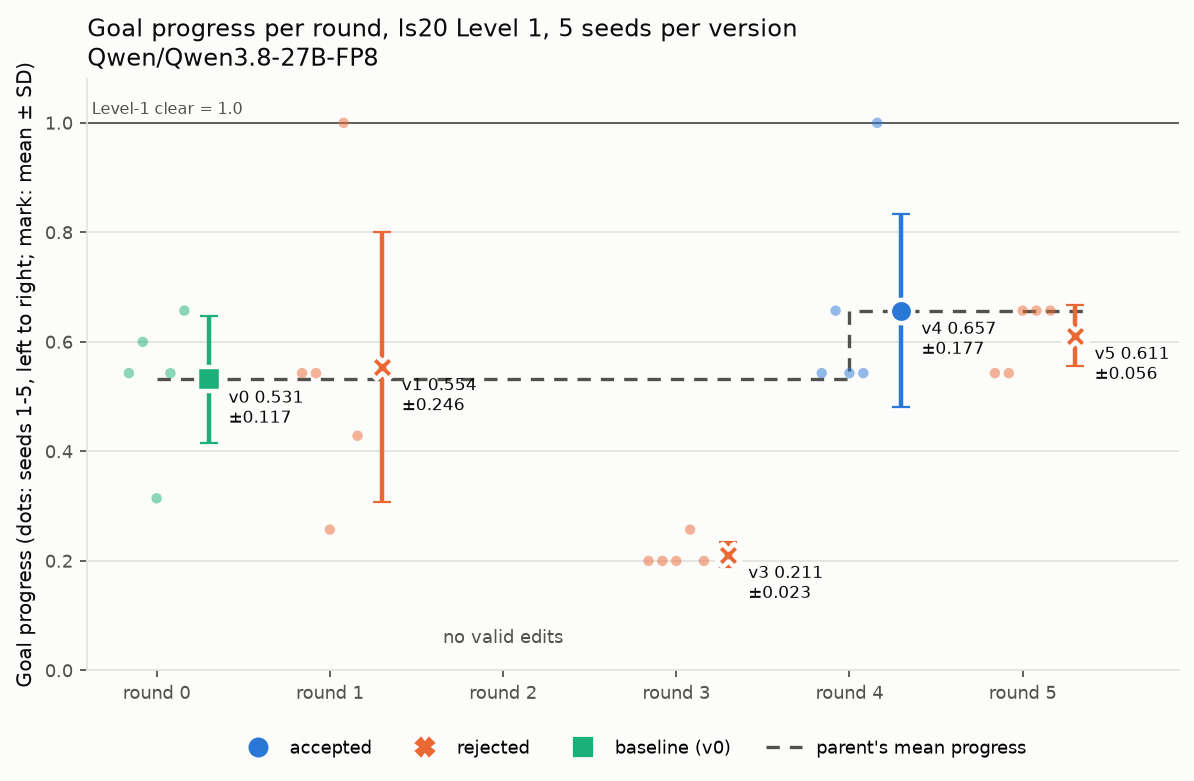 Goal progress per round, ls20 Level 1, 5 seeds per version
Qwen/Qwen3.8-27B-FP8
Goal progress (dots: seeds 1-5, left to right; mark: mean ± SD)
Level-1 clear = 1.0
1.0
0.8
0.6
0.4
0.2
0.0
v0 0.531
±0.117
v1 0.554
±0.246
no valid edits
v3 0.211
±0.023
v4 0.657
±0.177
v5 0.611
±0.056
round 0
round 1
round 2
round 3
round 4
round 5
accepted
rejected
baseline (v0)
parent's mean progress